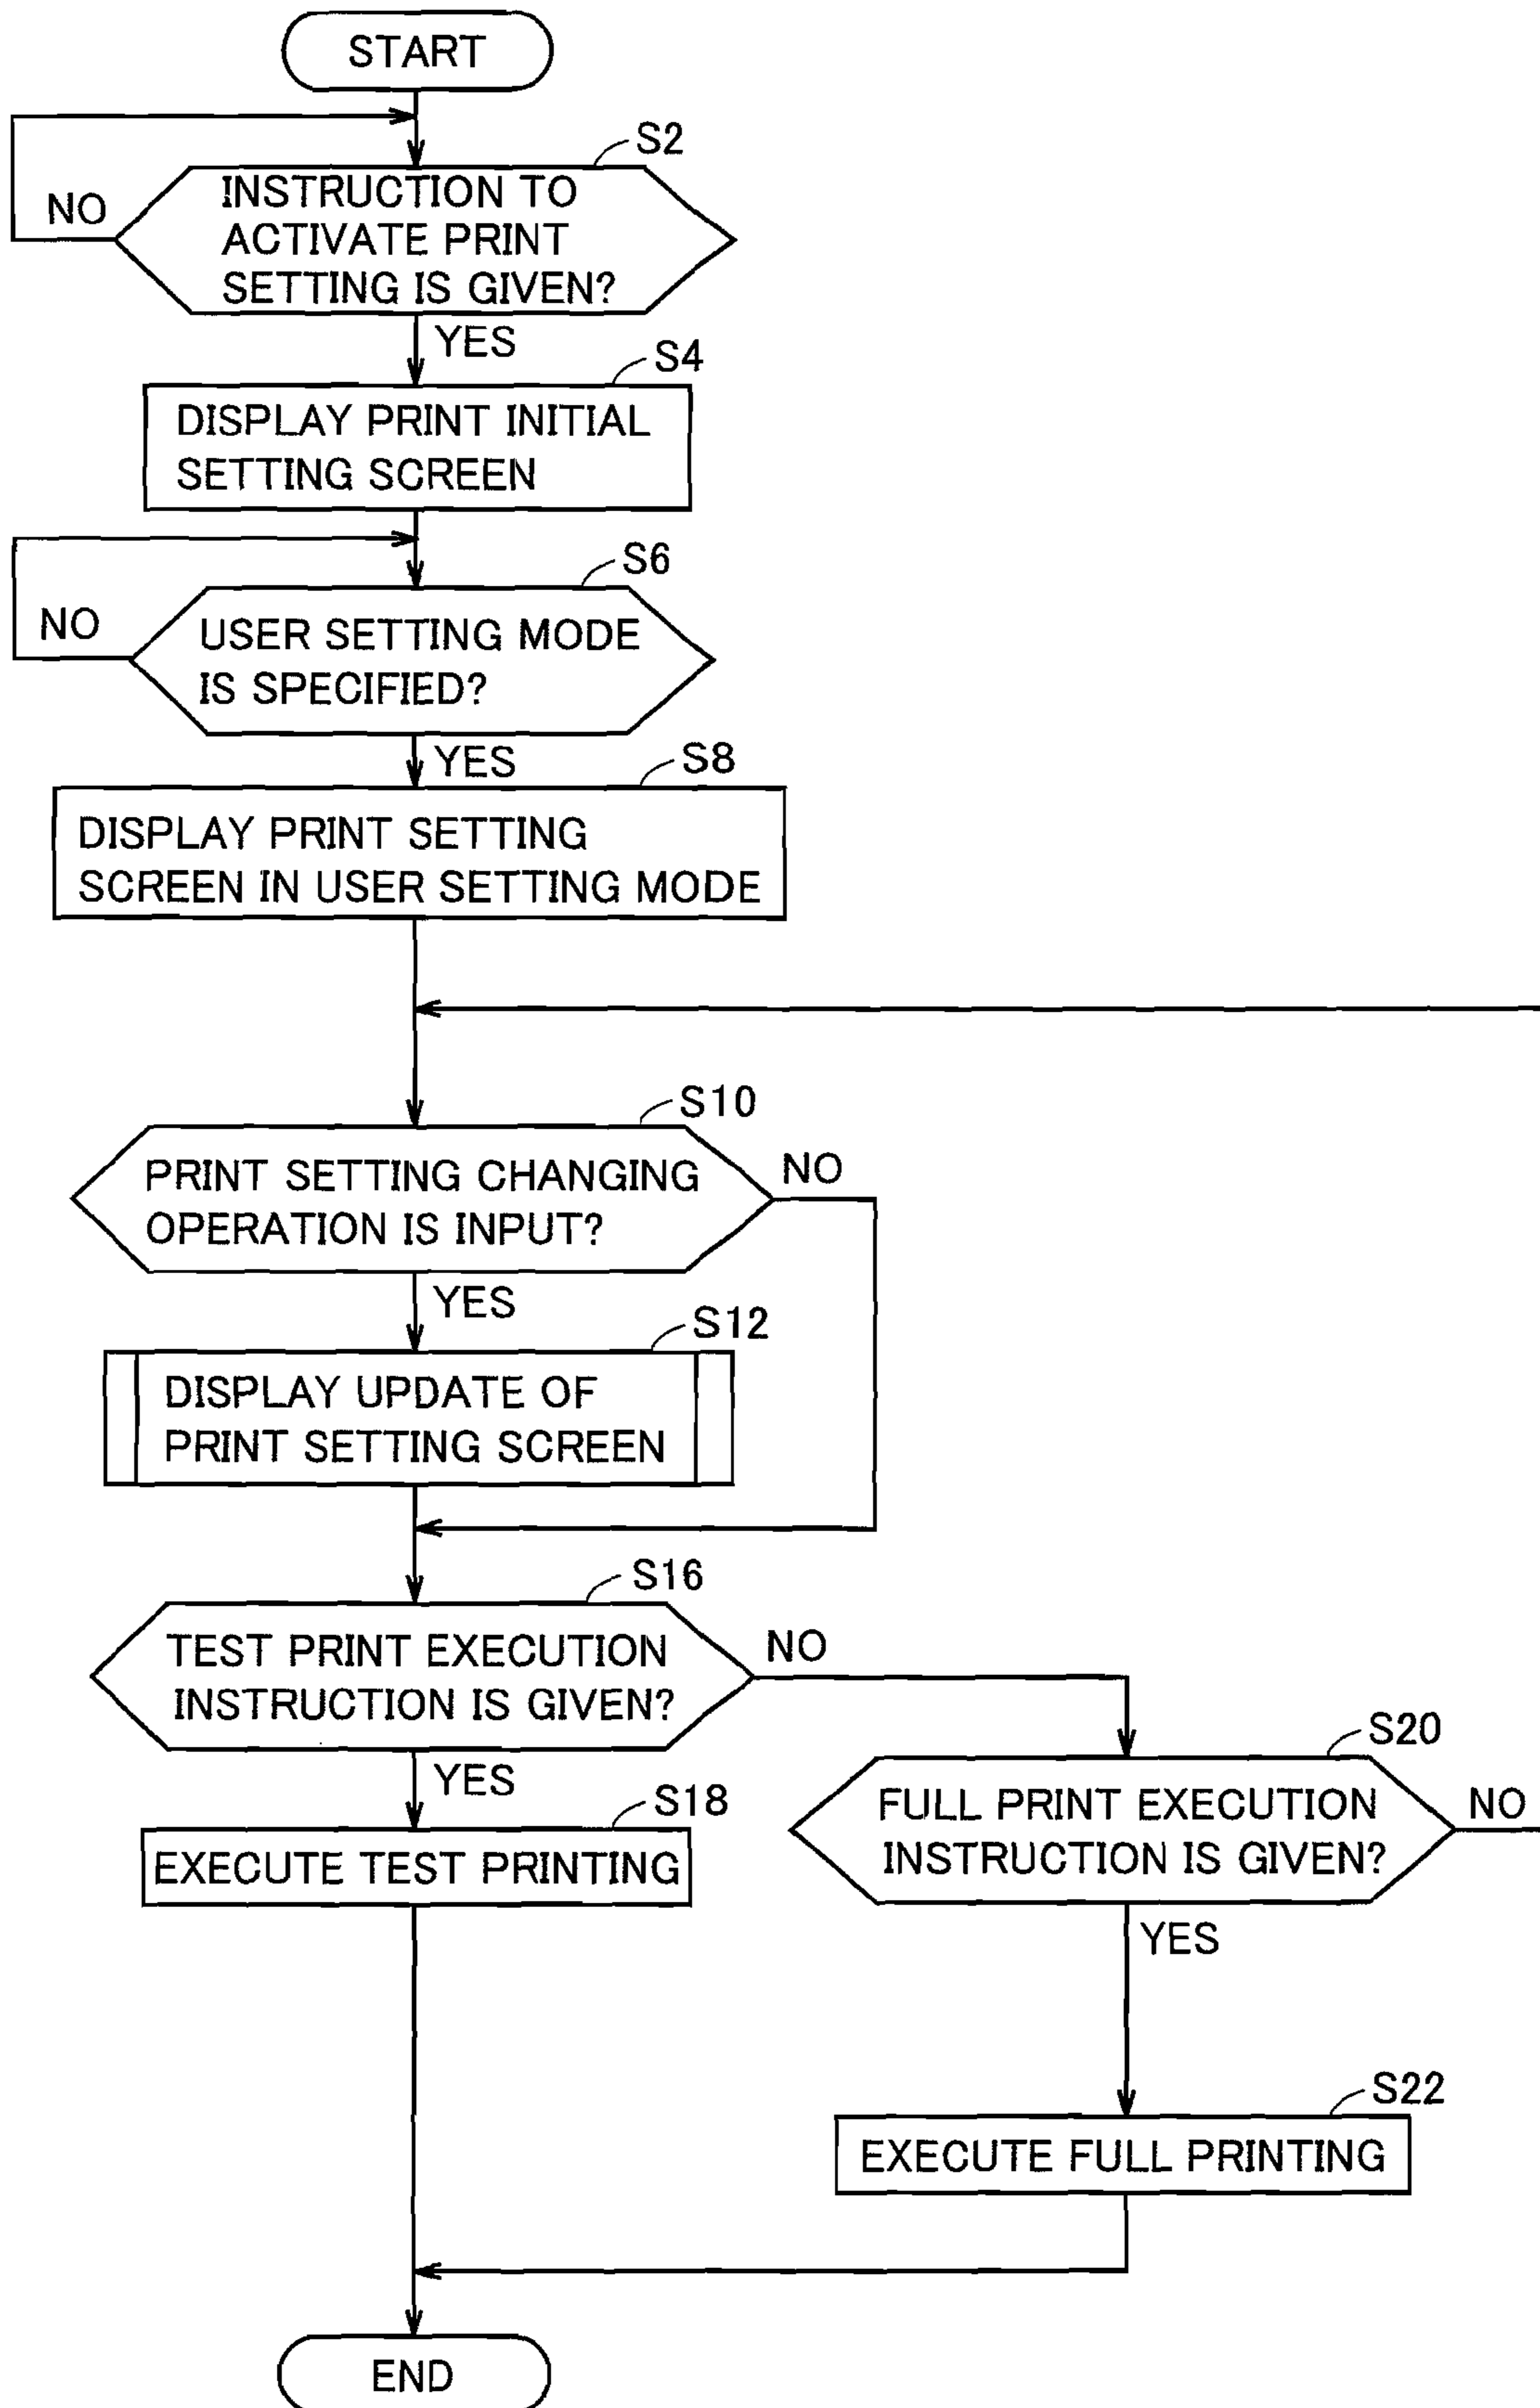 START
S2
INSTRUCTION TO
ACTIVATE PRINT
SETTING IS GIVEN?
NO
YES
S4
DISPLAY PRINT INITIAL
SETTING SCREEN
S6
NO
USER SETTING MODE
IS SPECIFIED?
YES
S8
DISPLAY PRINT SETTING
SCREEN IN USER SETTING MODE
S10
PRINT SETTING CHANGING
OPERATION IS INPUT?
NO
YES
S12
DISPLAY UPDATE OF
PRINT SETTING SCREEN
S16
TEST PRINT EXECUTION
INSTRUCTION IS GIVEN?
NO
YES
S18
EXECUTE TEST PRINTING
S20
FULL PRINT EXECUTION
INSTRUCTION IS GIVEN?
NO
YES
S22
EXECUTE FULL PRINTING
END